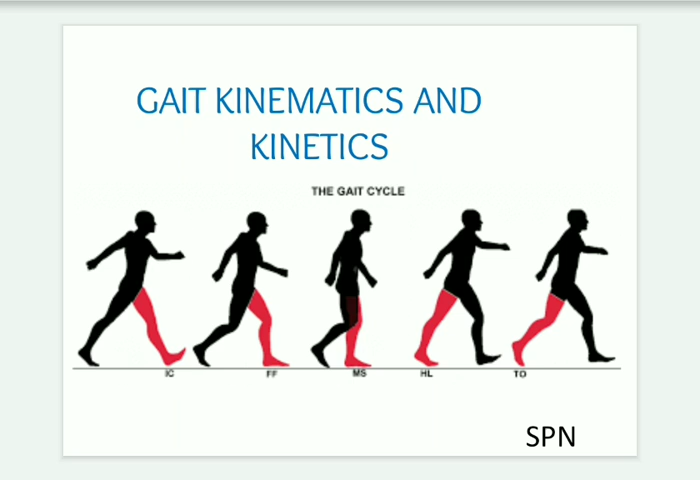 GAIT KINEMATICS AND
KINETICS
THE GAIT CYCLE
IC FF MS HL TO
SPN